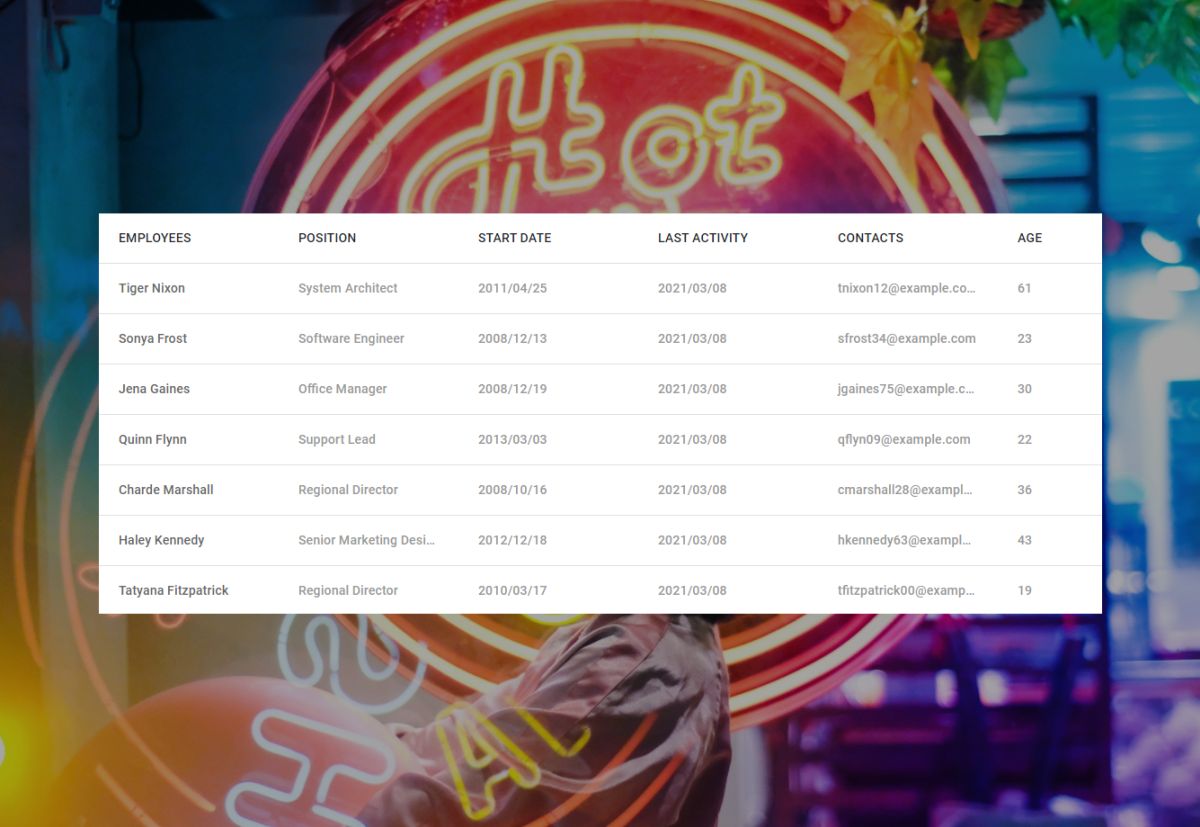 Hot
EMPLOYEES POSITION START DATE LAST ACTIVITY CONTACTS AGE
Tiger Nixon System Architect 2011/04/25 2021/03/08 tnixon12@example.co… 61
Sonya Frost Software Engineer 2008/12/13 2021/03/08 sfrost34@example.com 23
Jena Gaines Office Manager 2008/12/19 2021/03/08 jgaines75@example.c… 30
Quinn Flynn Support Lead 2013/03/03 2021/03/08 qflyn09@example.com 22
Charde Marshall Regional Director 2008/10/16 2021/03/08 cmarshall28@exampl… 36
Haley Kennedy Senior Marketing Desi… 2012/12/18 2021/03/08 hkennedy63@exampl… 43
Tatyana Fitzpatrick Regional Director 2010/03/17 2021/03/08 tfitzpatrick00@examp… 19